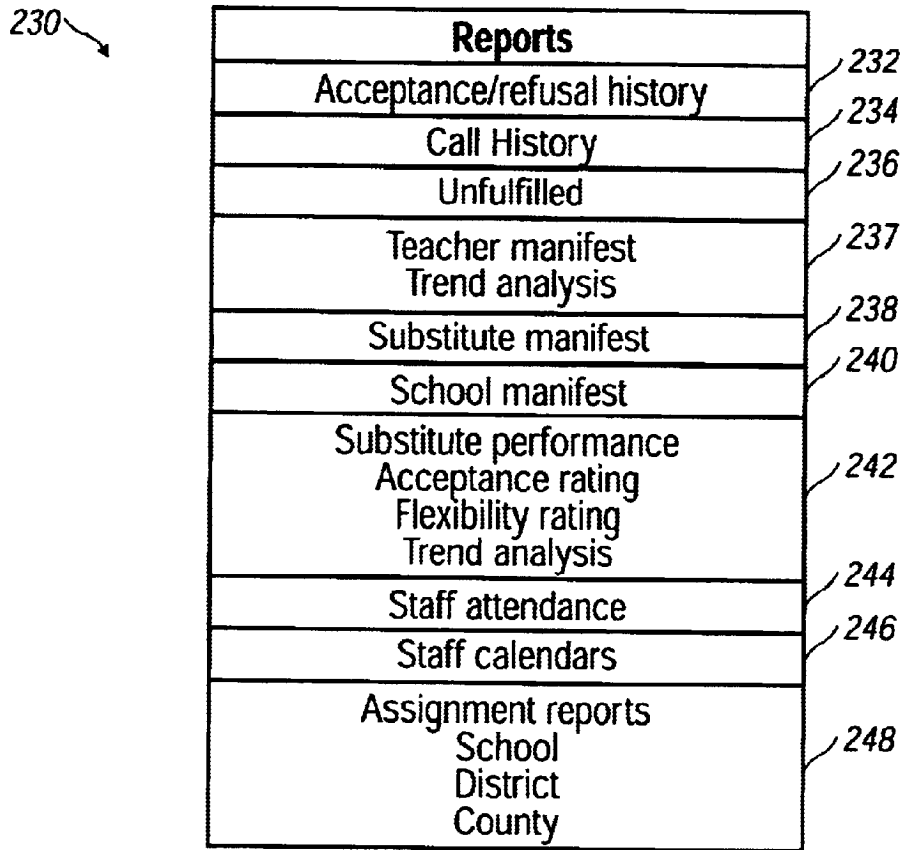 230
Reports
232
Acceptance/refusal history
234
Call History
236
Unfulfilled
237
Teacher manifest
Trend analysis
238
Substitute manifest
240
School manifest
242
Substitute performance
Acceptance rating
Flexibility rating
Trend analysis
244
Staff attendance
246
Staff calendars
248
Assignment reports
School
District
County